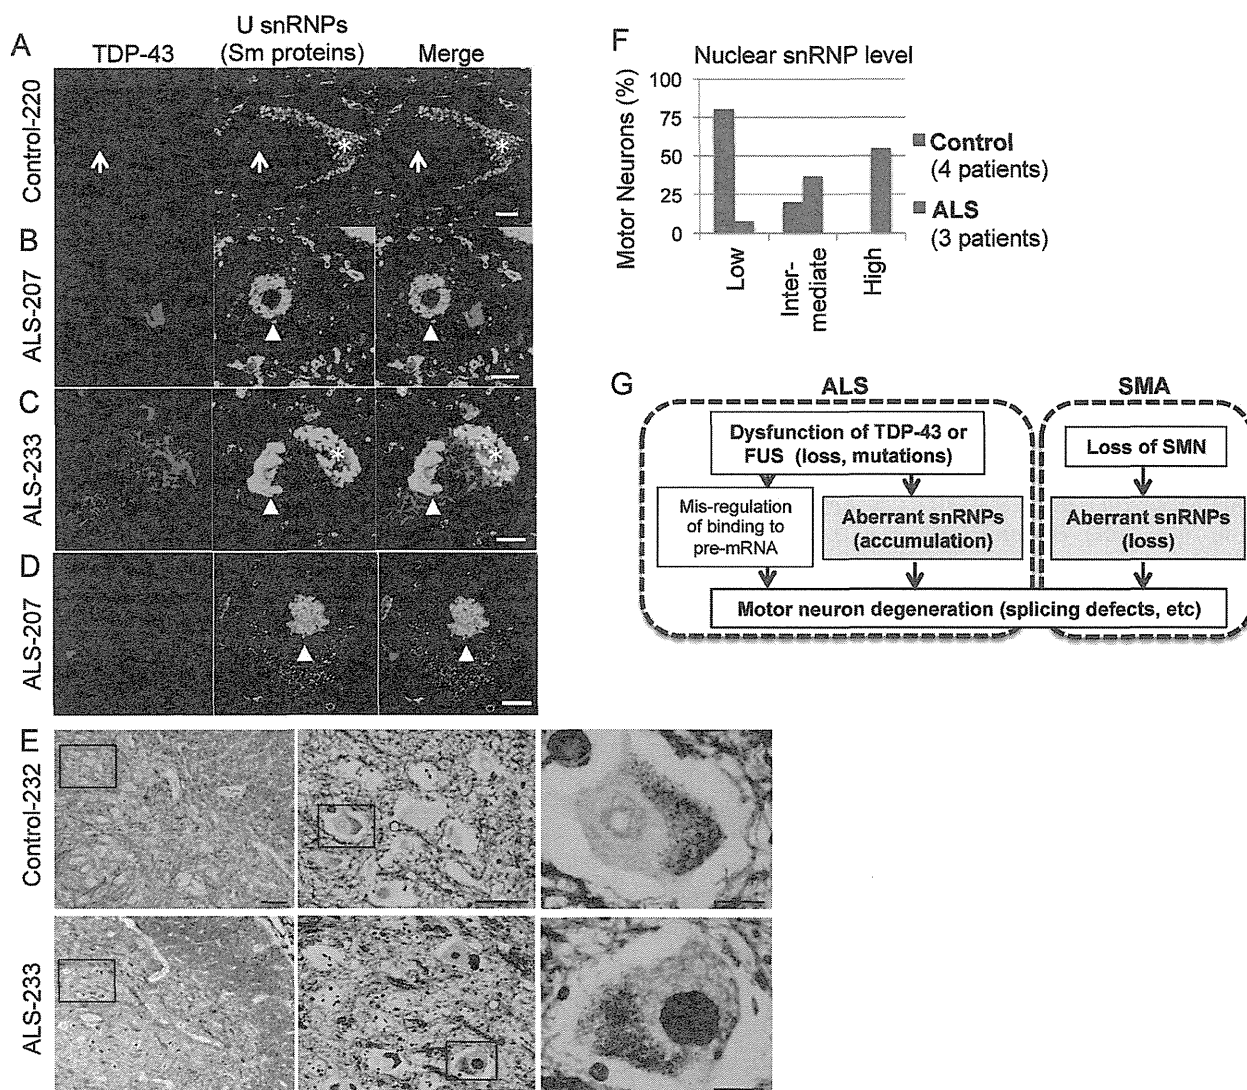 A
TDP-43
U snRNPs
(Sm proteins)
Merge
Control-220
*
*
B
ALS-207
C
ALS-233
*
*
D
ALS-207
E
Control-232
ALS-233
F
Nuclear snRNP level
Motor Neurons (%)
100
75
50
25
0
Low
Inter-
mediate
High
Control
(4 patients)
ALS
(3 patients)
G
ALS
SMA
Dysfunction of TDP-43 or
FUS (loss, mutations)
Loss of SMN
Mis-regulation
of binding to
pre-mRNA
Aberrant snRNPs
(accumulation)
Aberrant snRNPs
(loss)
Motor neuron degeneration (splicing defects, etc)